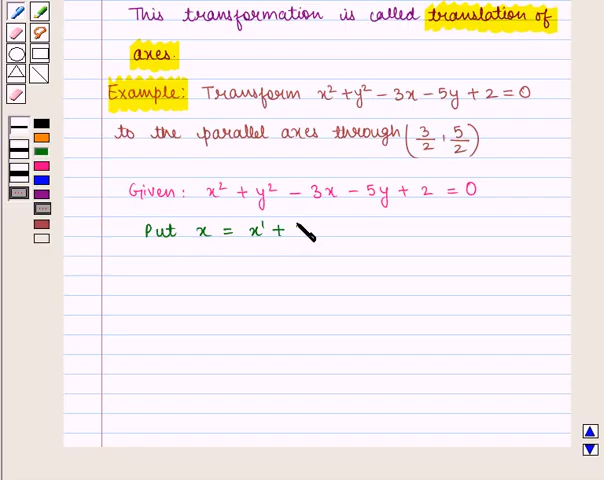 This transformation is called translation of
axes.
Example: Transform x² + y² - 3x - 5y + 2 = 0
to the parallel axes through (3/2, 5/2)
Given: x² + y² - 3x - 5y + 2 = 0
Put x = x' +